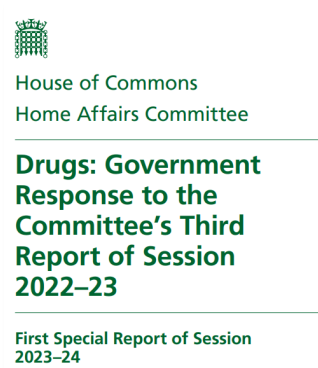 House of Commons
Home Affairs Committee
Drugs: Government
Response to the
Committee’s Third
Report of Session
2022–23
First Special Report of Session
2023–24